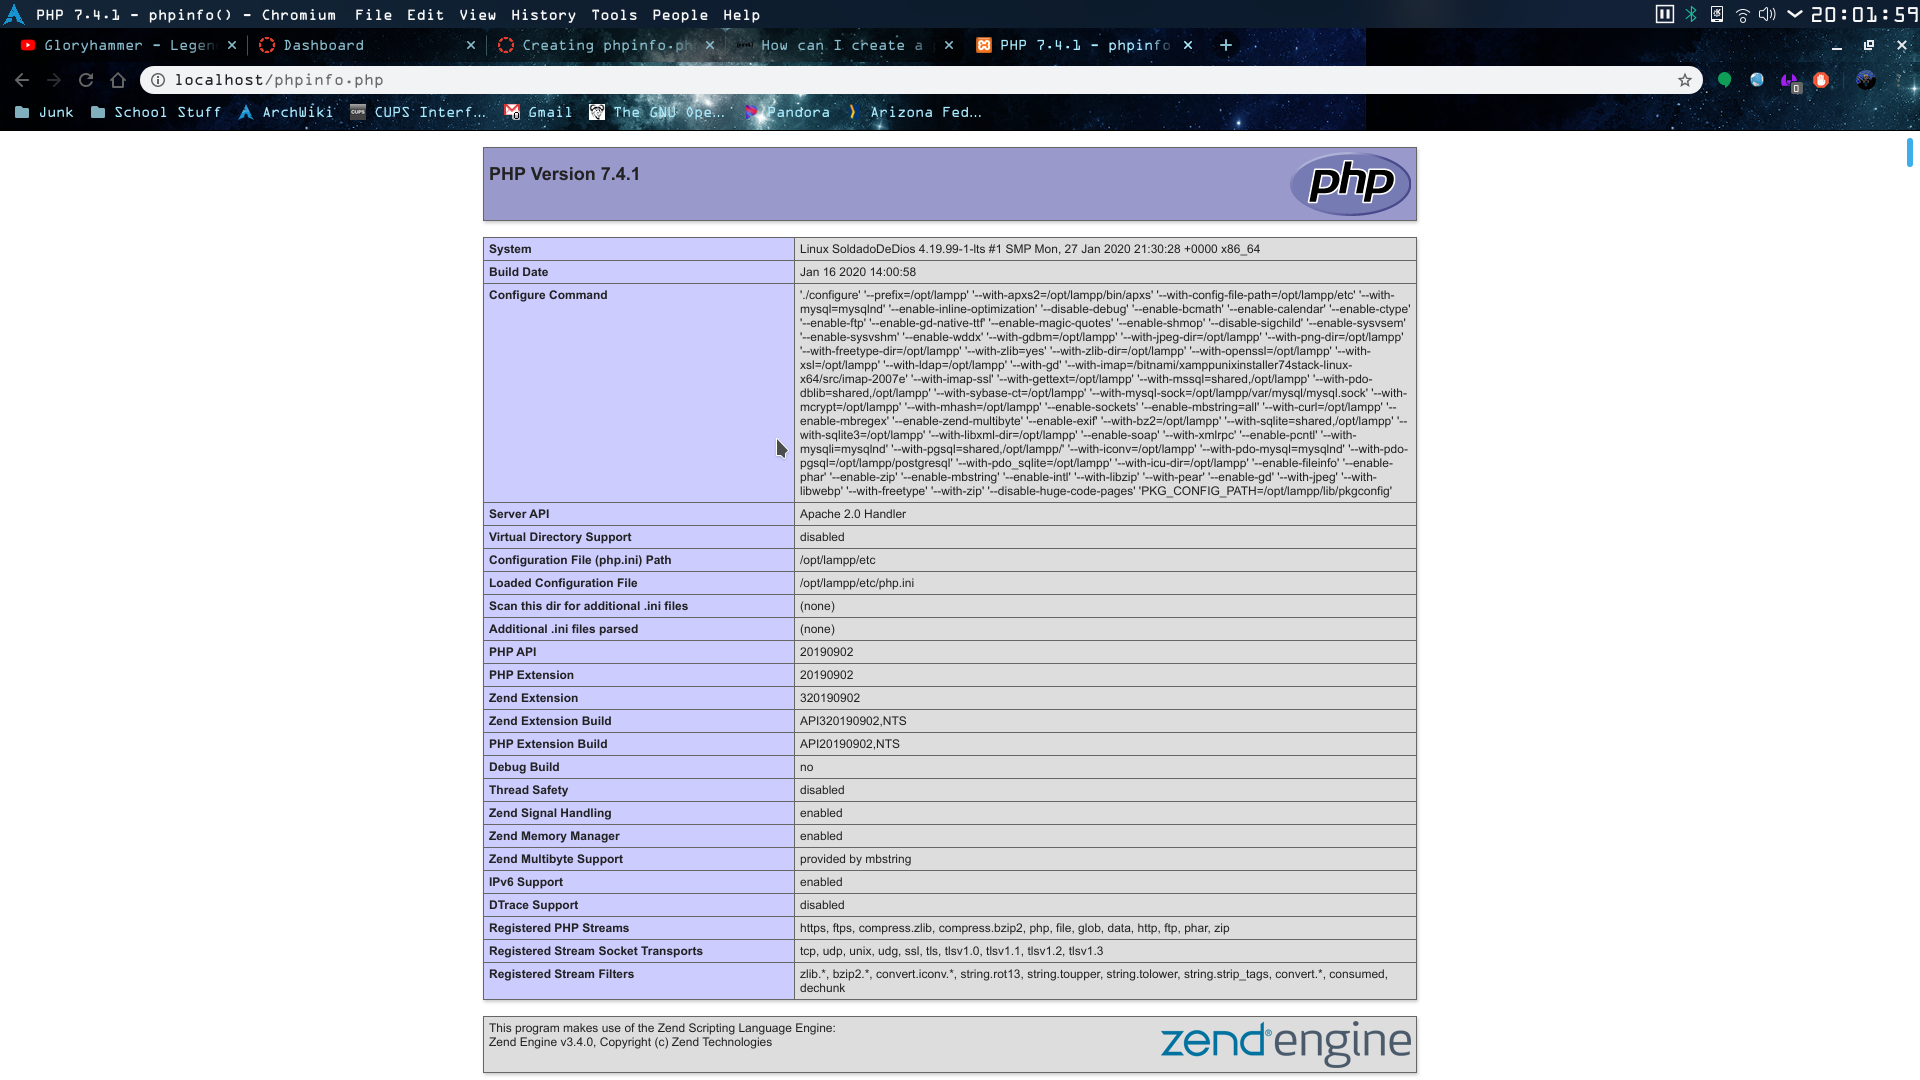 PHP 7.4.1 - phpinfo() - Chromium File Edit View History Tools People Help 20:01:59
Gloryhammer - Legen Dashboard Creating phpinfo.ph How can I create a PHP 7.4.1 - phpinfo
localhost/phpinfo.php
Junk School Stuff ArchWiki CUPS Interf... Gmail The GNU Ope... Pandora Arizona Fed...
PHP Version 7.4.1
php
System Linux SoldadoDeDios 4.19.99-1-lts #1 SMP Mon, 27 Jan 2020 21:30:28 +0000 x86_64
Build Date Jan 16 2020 14:00:58
Configure Command './configure' '--prefix=/opt/lampp' '--with-apxs2=/opt/lampp/bin/apxs' '--with-config-file-path=/opt/lampp/etc' '--with-
mysql=mysqlnd' '--enable-inline-optimization' '--disable-debug' '--enable-bcmath' '--enable-calendar' '--enable-ctype'
'--enable-ftp' '--enable-gd-native-ttf' '--enable-magic-quotes' '--enable-shmop' '--disable-sigchild' '--enable-sysvsem'
'--enable-sysvshm' '--enable-wddx' '--with-gdbm=/opt/lampp' '--with-jpeg-dir=/opt/lampp' '--with-png-dir=/opt/lampp'
'--with-freetype-dir=/opt/lampp' '--with-zlib=yes' '--with-zlib-dir=/opt/lampp' '--with-openssl=/opt/lampp' '--with-
xsl=/opt/lampp' '--with-ldap=/opt/lampp' '--with-gd' '--with-imap=/bitnami/xamppunixinstaller74stack-linux-
x64/src/imap-2007e' '--with-imap-ssl' '--with-gettext=/opt/lampp' '--with-mssql=shared,/opt/lampp' '--with-pdo-
dblib=shared,/opt/lampp' '--with-sybase-ct=/opt/lampp' '--with-mysql-sock=/opt/lampp/var/mysql/mysql.sock' '--with-
mcrypt=/opt/lampp' '--with-mhash=/opt/lampp' '--enable-sockets' '--enable-mbstring=all' '--with-curl=/opt/lampp' '--
enable-mbregex' '--enable-zend-multibyte' '--enable-exif' '--with-bz2=/opt/lampp' '--with-sqlite=shared,/opt/lampp' '--
with-sqlite3=/opt/lampp' '--with-libxml-dir=/opt/lampp' '--enable-soap' '--with-xmlrpc' '--enable-pcntl' '--with-
mysqli=mysqlnd' '--with-pgsql=shared,/opt/lampp/' '--with-iconv=/opt/lampp' '--with-pdo-mysql=mysqlnd' '--with-pdo-
pgsql=/opt/lampp/postgresql' '--with-pdo_sqlite=/opt/lampp' '--with-icu-dir=/opt/lampp' '--enable-fileinfo' '--enable-
phar' '--enable-zip' '--enable-mbstring' '--enable-intl' '--with-libzip' '--with-pear' '--enable-gd' '--with-jpeg' '--with-
libwebp' '--with-freetype' '--with-zip' '--disable-huge-code-pages' 'PKG_CONFIG_PATH=/opt/lampp/lib/pkgconfig'
Server API Apache 2.0 Handler
Virtual Directory Support disabled
Configuration File (php.ini) Path /opt/lampp/etc
Loaded Configuration File /opt/lampp/etc/php.ini
Scan this dir for additional .ini files (none)
Additional .ini files parsed (none)
PHP API 20190902
PHP Extension 20190902
Zend Extension 320190902
Zend Extension Build API320190902,NTS
PHP Extension Build API20190902,NTS
Debug Build no
Thread Safety disabled
Zend Signal Handling enabled
Zend Memory Manager enabled
Zend Multibyte Support provided by mbstring
IPv6 Support enabled
DTrace Support disabled
Registered PHP Streams https, ftps, compress.zlib, compress.bzip2, php, file, glob, data, http, ftp, phar, zip
Registered Stream Socket Transports tcp, udp, unix, udg, ssl, tls, tlsv1.0, tlsv1.1, tlsv1.2, tlsv1.3
Registered Stream Filters zlib.*, bzip2.*, convert.iconv.*, string.rot13, string.toupper, string.tolower, string.strip_tags, convert.*, consumed,
dechunk
This program makes use of the Zend Scripting Language Engine:
Zend Engine v3.4.0, Copyright (c) Zend Technologies
zend® engine